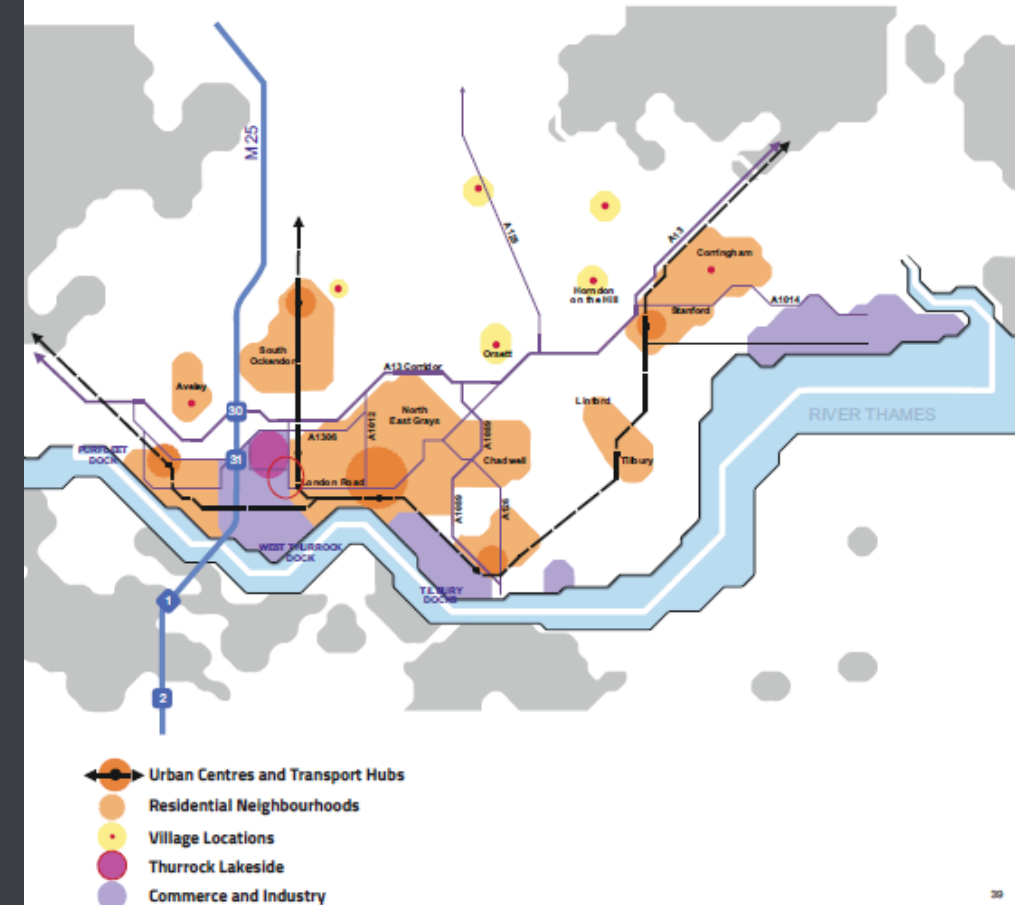 M25
A128
A13
Corringham
Horndon
on the Hill
Stanford
A1014
South
Ockendon
Orsett
Aveley
A13 Corridor
30
North
East Grays
Linford
RIVER THAMES
A1306
A1012
A1089
PURFLEET
DOCK
31
Chadwell
Tilbury
London Road
A1089
A126
WEST THURROCK
DOCK
TILBURY
DOCKS
1
2
Urban Centres and Transport Hubs
Residential Neighbourhoods
Village Locations
Thurrock Lakeside
Commerce and Industry
39